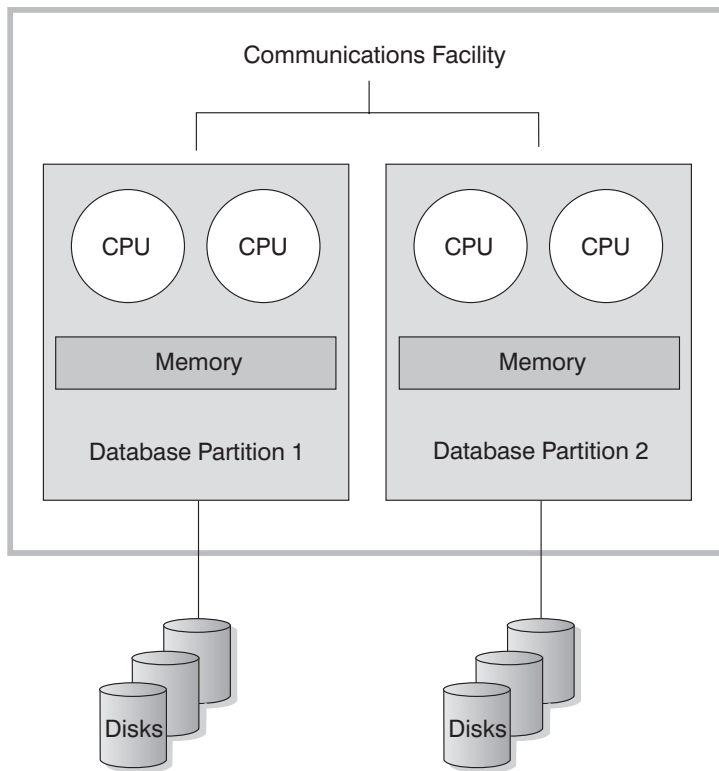 Communications Facility
CPU
CPU
Memory
Database Partition 1
CPU
CPU
Memory
Database Partition 2
Disks
Disks